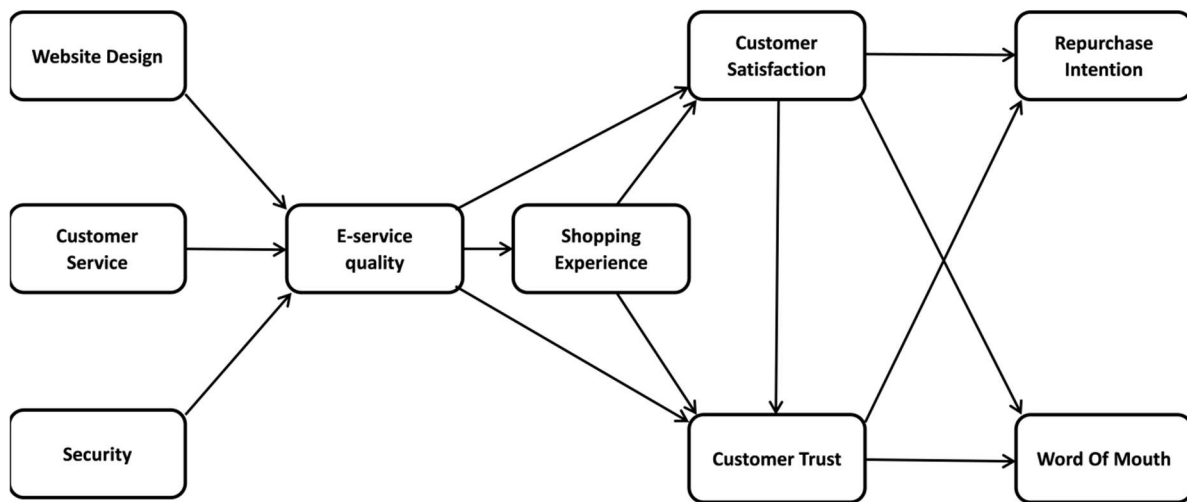 Website Design
Customer
Service
Security
E-service
quality
Shopping
Experience
Customer
Satisfaction
Customer Trust
Repurchase
Intention
Word Of Mouth